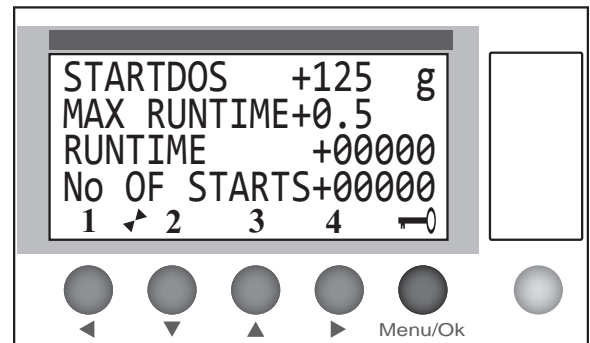 STARTDOS +125 g
MAX RUNTIME+0.5
RUNTIME +00000
No OF STARTS+00000
1 2 3 4
Menu/Ok